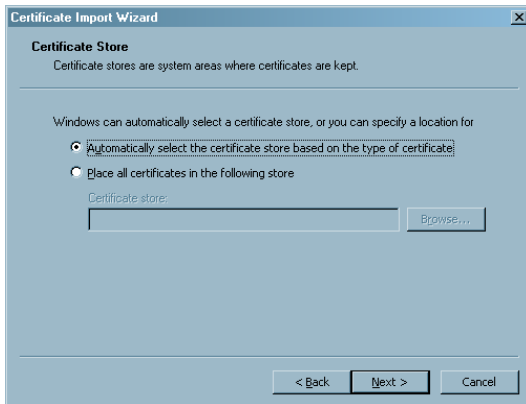 Certificate Import Wizard
Certificate Store
Certificate stores are system areas where certificates are kept.
Windows can automatically select a certificate store, or you can specify a location for
Automatically select the certificate store based on the type of certificate
Place all certificates in the following store
Certificate store:
Browse...
< Back
Next >
Cancel